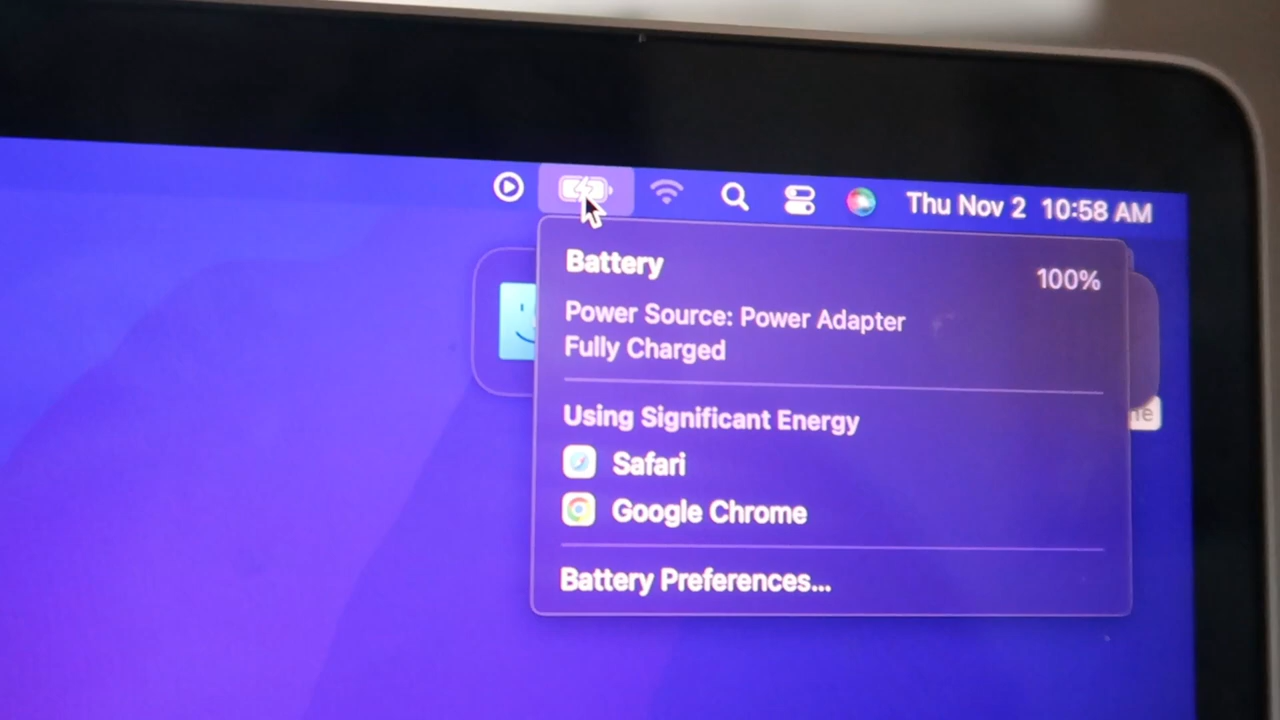 Thu Nov 2 10:58 AM
Battery
100%
Power Source: Power Adapter
Fully Charged
Using Significant Energy
Safari
Google Chrome
Battery Preferences...